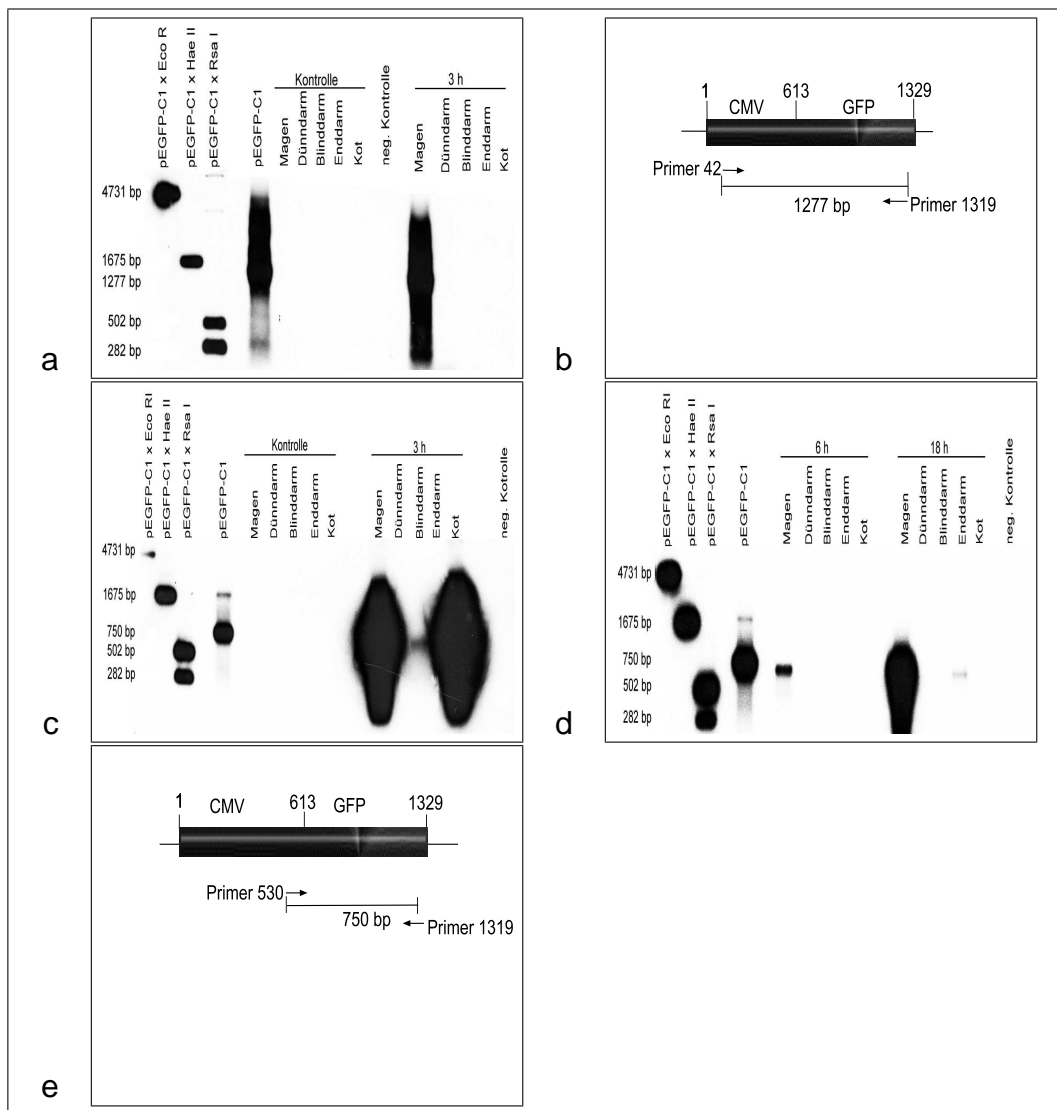 pEGFP-C1 x Eco R
pEGFP-C1 x Hae II
pEGFP-C1 x Rsa I
pEGFP-C1
Kontrolle
Magen
Dünndarm
Blinddarm
Enddarm
Kot
neg. Kontrolle
3 h
Magen
Dünndarm
Blinddarm
Enddarm
Kot
4731 bp
1675 bp
1277 bp
502 bp
282 bp
a
1
613
1329
CMV
GFP
Primer 42
1277 bp
Primer 1319
b
pEGFP-C1 x Eco RI
pEGFP-C1 x Hae II
pEGFP-C1 x Rsa I
pEGFP-C1
Kontrolle
Magen
Dünndarm
Blinddarm
Enddarm
Kot
3 h
Magen
Dünndarm
Blinddarm
Enddarm
Kot
neg. Kotrolle
4731 bp
1675 bp
750 bp
502 bp
282 bp
c
pEGFP-C1 x Eco RI
pEGFP-C1 x Hae II
pEGFP-C1 x Rsa I
pEGFP-C1
6 h
Magen
Dünndarm
Blinddarm
Enddarm
Kot
18 h
Magen
Dünndarm
Blinddarm
Enddarm
Kot
neg. Kontrolle
4731 bp
1675 bp
750 bp
502 bp
282 bp
d
1
CMV
613
GFP
1329
Primer 530
750 bp
Primer 1319
e